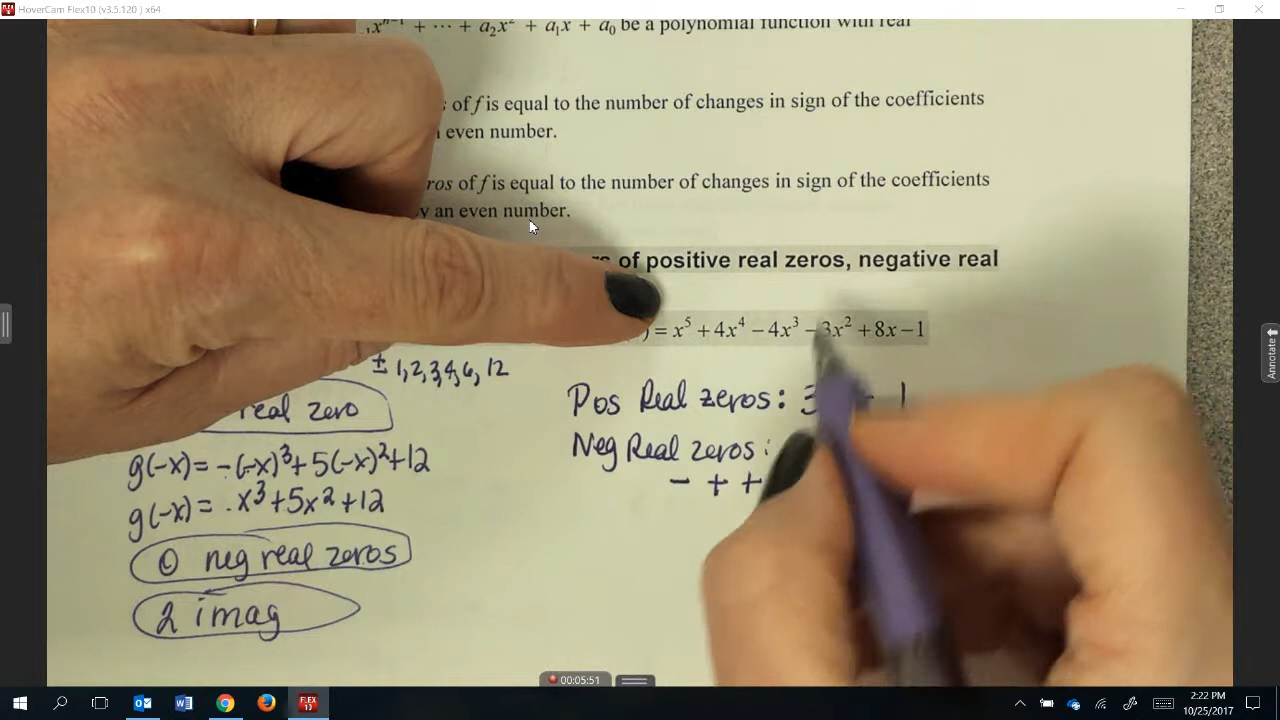 HoverCam Flex10 (v3.5.120 ) x64
+ ⋯ + a₂x² + a₁x + a₀ be a polynomial function with real
of f is equal to the number of changes in sign of the coefficients
even number.
of f is equal to the number of changes in sign of the coefficients
an even number.
of positive real zeros, negative real
) = x⁵ + 4x⁴ − 4x³ − 3x² + 8x − 1
± 1, 2, 3, 4, 6, 12
real zero
Pos Real zeros: 3 1
g(-x) = -(-x)³ + 5(-x)² + 12
Neg Real zeros:
g(-x) = x³ + 5x² + 12
− + +
0 neg real zeros
2 imag
Annotate
00:05:51
FLEX
10
2:22 PM
10/25/2017